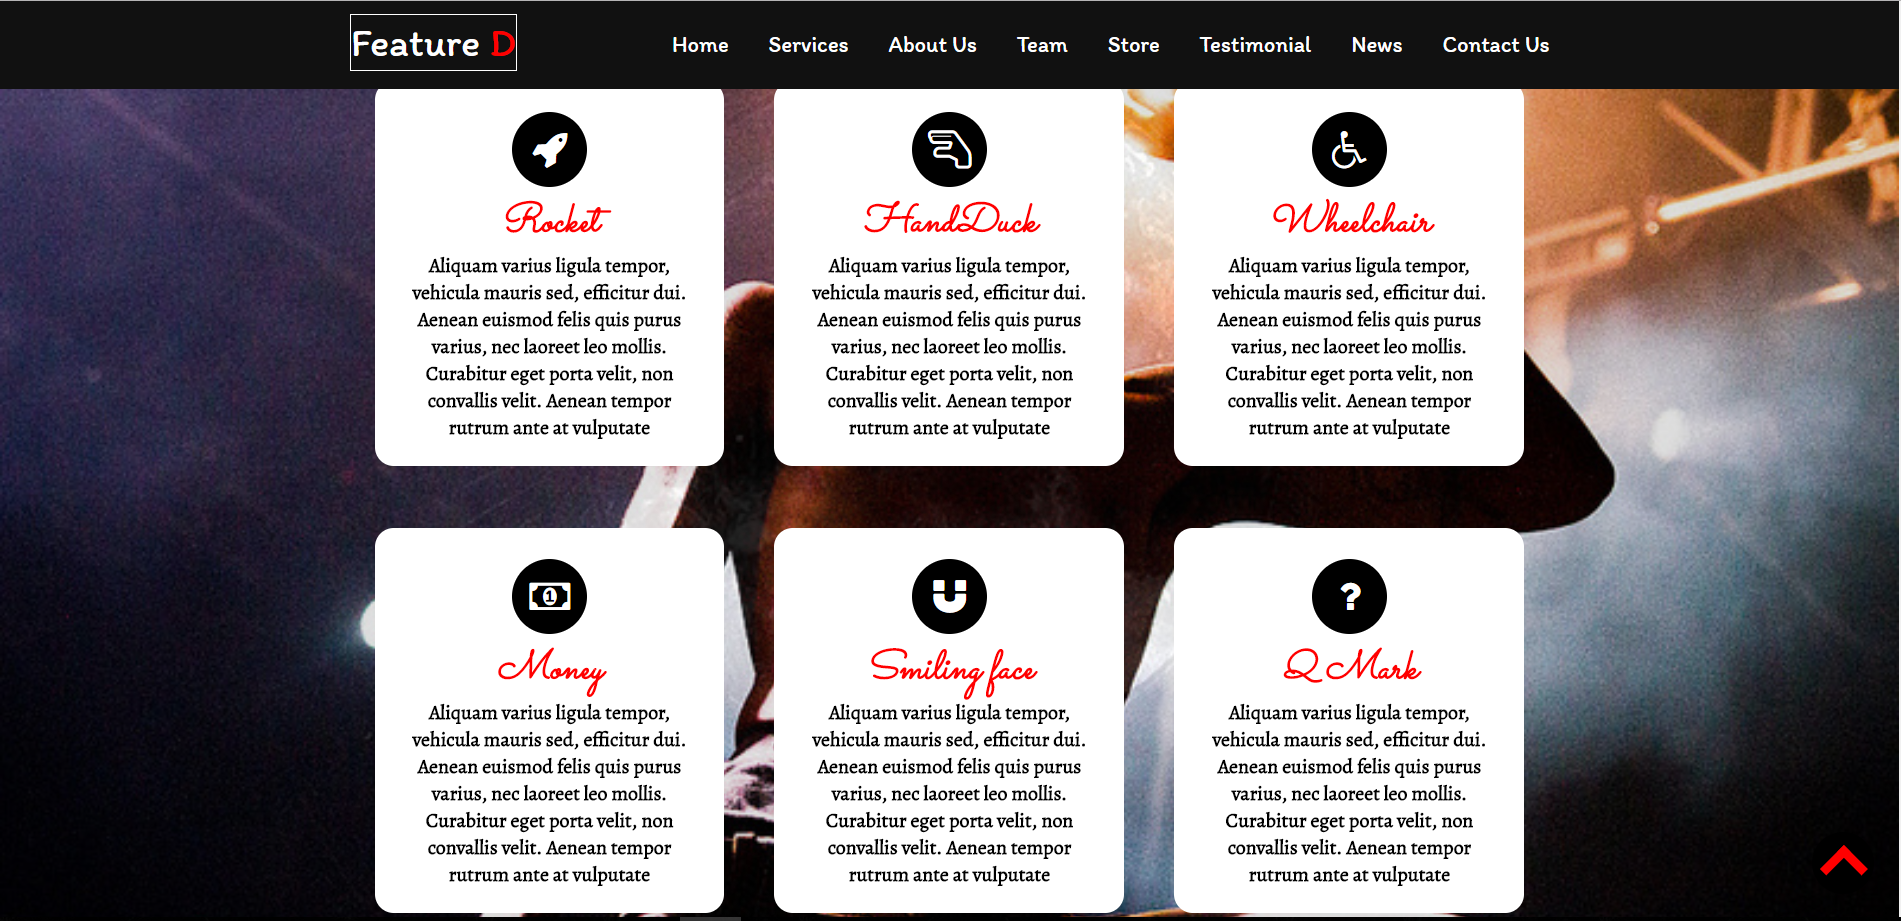 Feature D
Home Services About Us Team Store Testimonial News Contact Us
Rocket
Aliquam varius ligula tempor,
vehicula mauris sed, efficitur dui.
Aenean euismod felis quis purus
varius, nec laoreet leo mollis.
Curabitur eget porta velit, non
convallis velit. Aenean tempor
rutrum ante at vulputate
HandDuck
Aliquam varius ligula tempor,
vehicula mauris sed, efficitur dui.
Aenean euismod felis quis purus
varius, nec laoreet leo mollis.
Curabitur eget porta velit, non
convallis velit. Aenean tempor
rutrum ante at vulputate
Wheelchair
Aliquam varius ligula tempor,
vehicula mauris sed, efficitur dui.
Aenean euismod felis quis purus
varius, nec laoreet leo mollis.
Curabitur eget porta velit, non
convallis velit. Aenean tempor
rutrum ante at vulputate
1
Money
Aliquam varius ligula tempor,
vehicula mauris sed, efficitur dui.
Aenean euismod felis quis purus
varius, nec laoreet leo mollis.
Curabitur eget porta velit, non
convallis velit. Aenean tempor
rutrum ante at vulputate
Smiling face
Aliquam varius ligula tempor,
vehicula mauris sed, efficitur dui.
Aenean euismod felis quis purus
varius, nec laoreet leo mollis.
Curabitur eget porta velit, non
convallis velit. Aenean tempor
rutrum ante at vulputate
?
Q Mark
Aliquam varius ligula tempor,
vehicula mauris sed, efficitur dui.
Aenean euismod felis quis purus
varius, nec laoreet leo mollis.
Curabitur eget porta velit, non
convallis velit. Aenean tempor
rutrum ante at vulputate